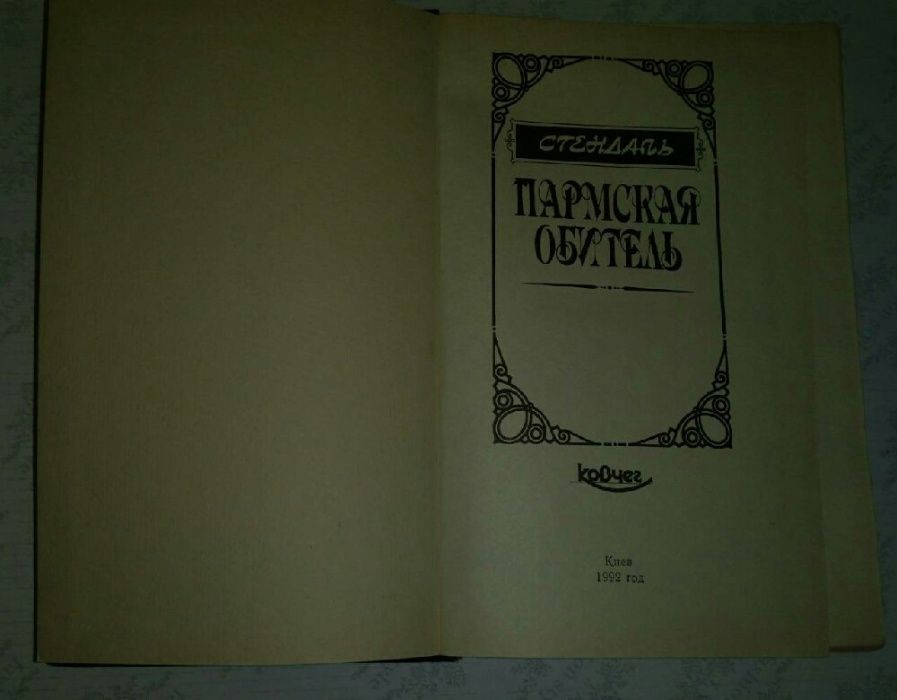 СТЕНДАЛЬ
ПАРМСКАЯ
ОБИТЕЛЬ
КОВЧЕГ
Киев
1992 год